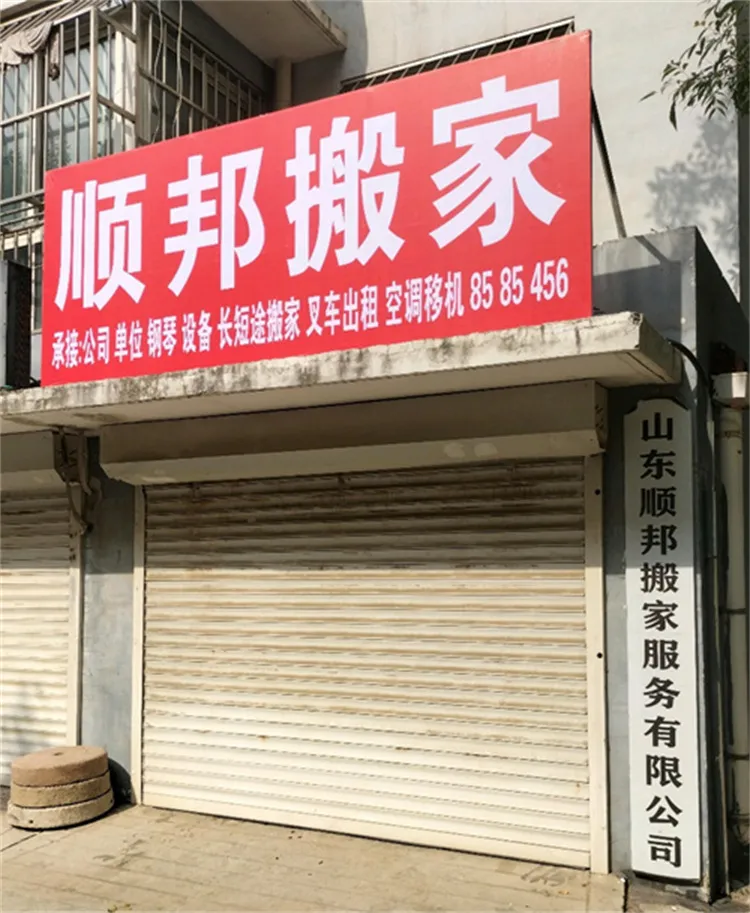 顺邦搬家
承接:公司 单位 钢琴 设备 长短途搬家 叉车出租 空调移机 85 85 456
山东顺邦搬家服务有限公司